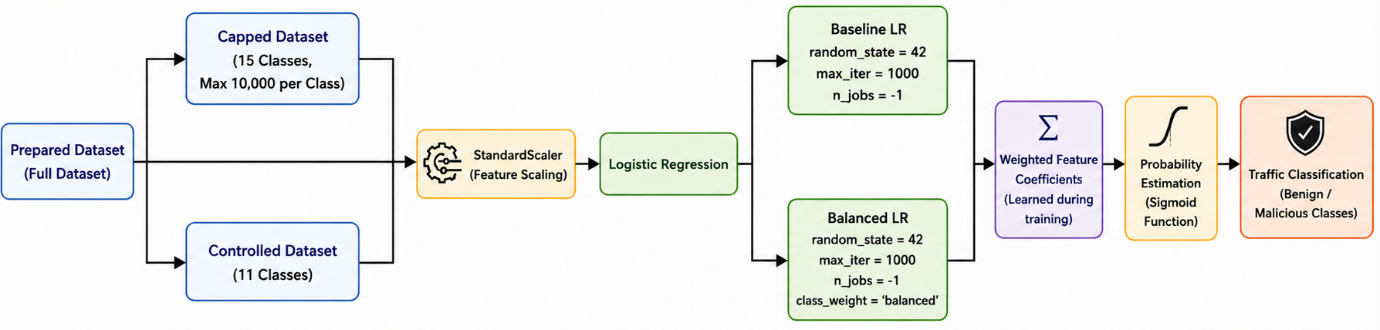 Prepared Dataset
(Full Dataset)
Capped Dataset
(15 Classes,
Max 10,000 per Class)
Controlled Dataset
(11 Classes)
StandardScaler
(Feature Scaling)
Logistic Regression
Baseline LR
random_state = 42
max_iter = 1000
n_jobs = -1
Balanced LR
random_state = 42
max_iter = 1000
n_jobs = -1
class_weight = ‘balanced’
Σ
Weighted Feature
Coefficients
(Learned during
training)
Probability
Estimation
(Sigmoid
Function)
Traffic Classification
(Benign /
Malicious Classes)